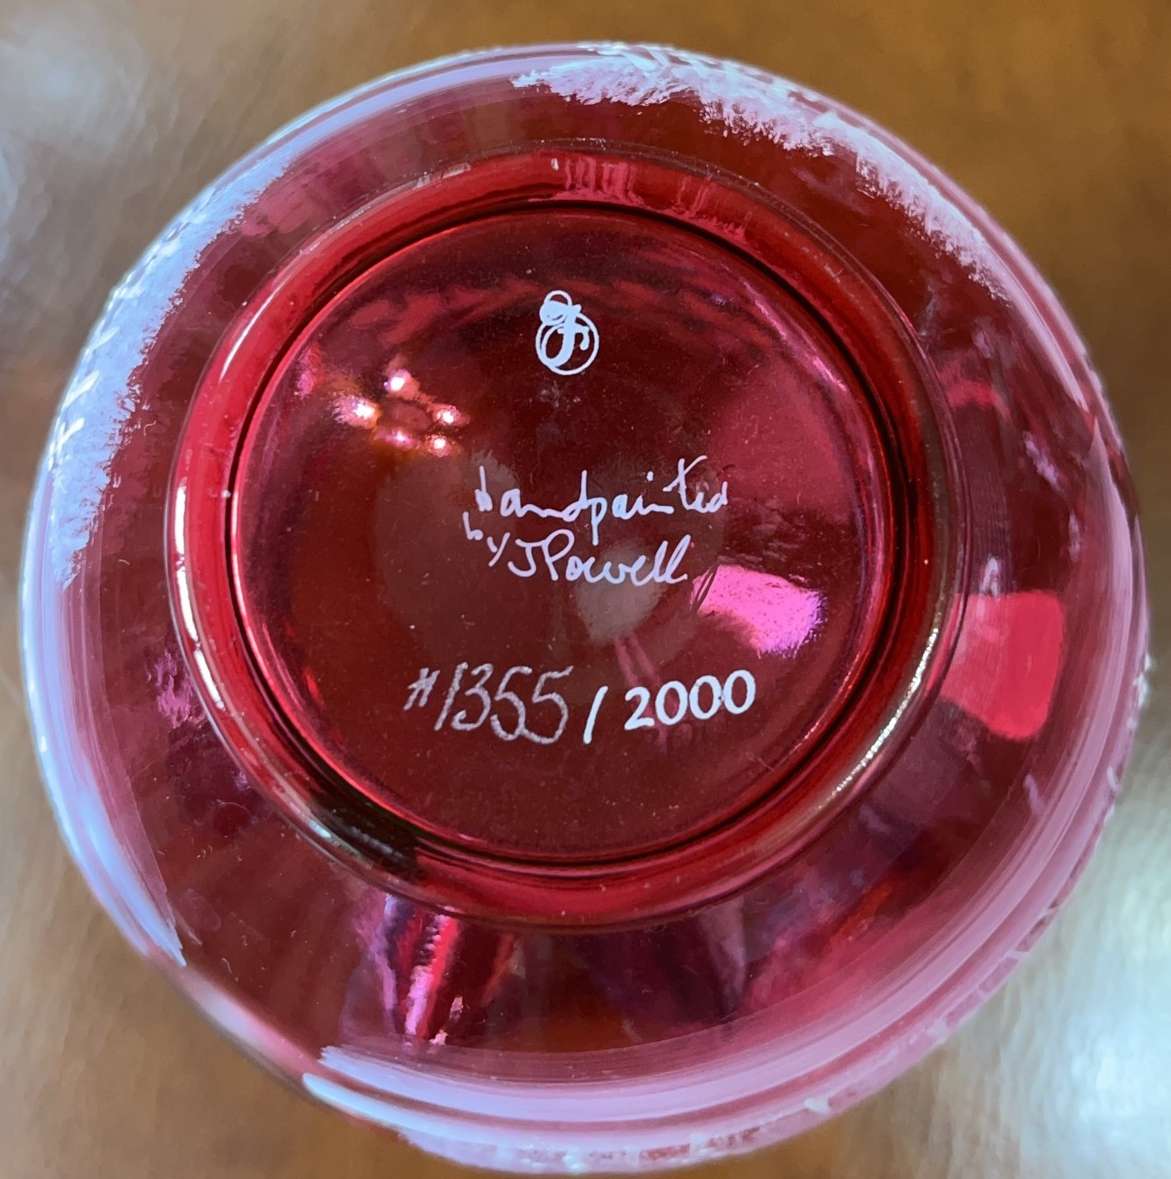 Handpainted
by J Powell
#1355 / 2000